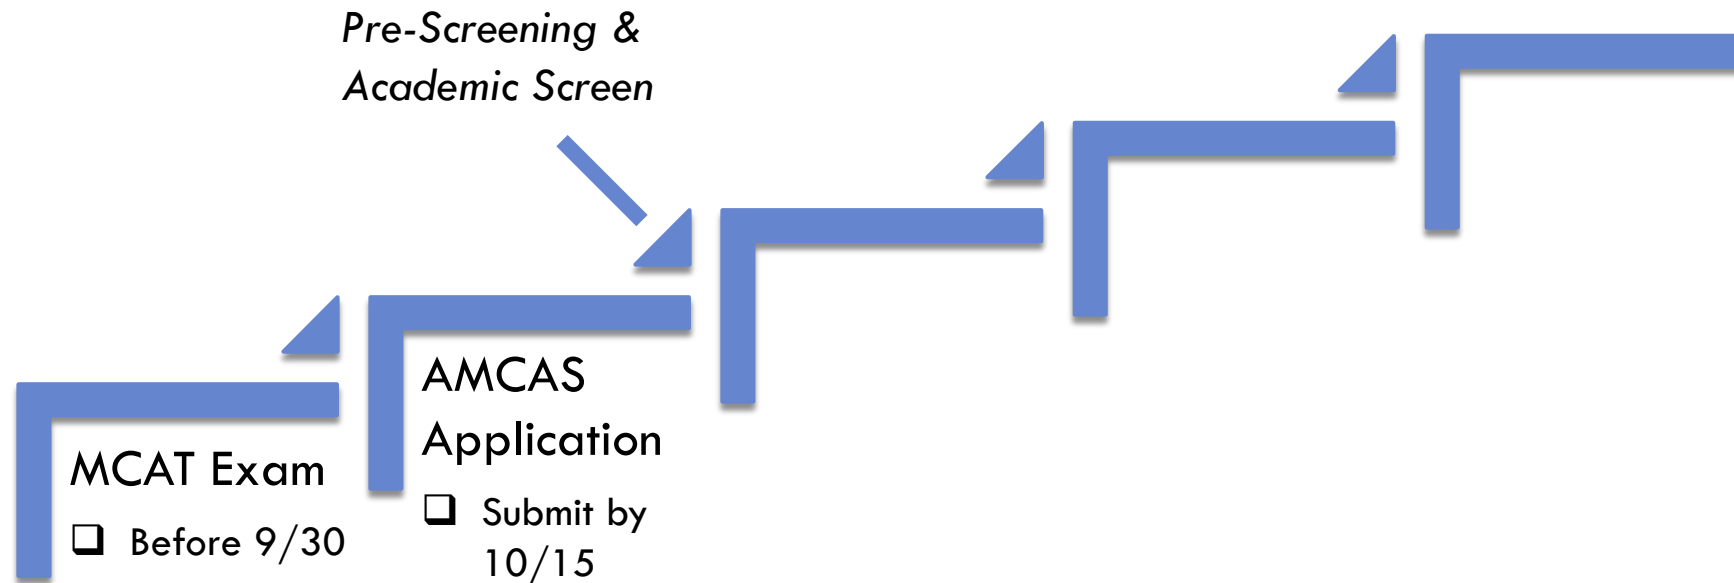 Pre-Screening &
Academic Screen
MCAT Exam
❑ Before 9/30
AMCAS
Application
❑ Submit by
10/15